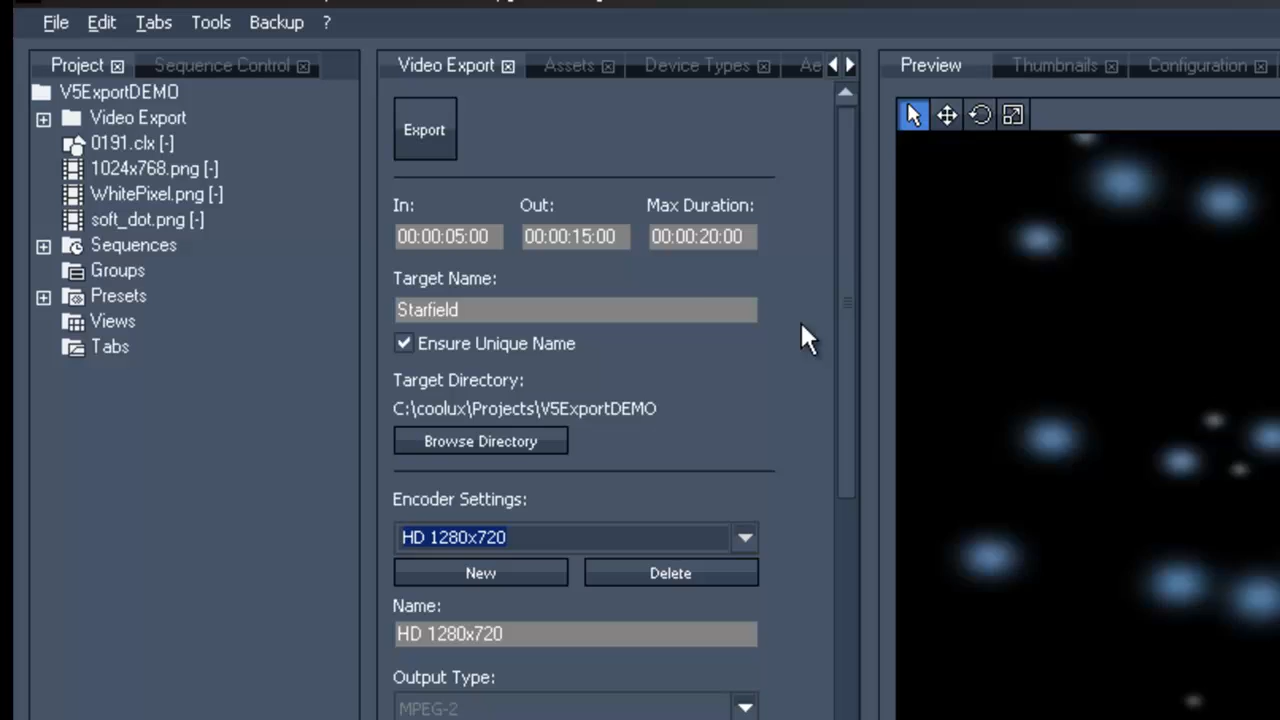 File Edit Tabs Tools Backup ?
Project Sequence Control
V5ExportDEMO
Video Export
0191.clx [-]
1024x768.png [-]
WhitePixel.png [-]
soft_dot.png [-]
Sequences
Groups
Presets
Views
Tabs
Video Export Assets Device Types Ae
Export
In: Out: Max Duration:
00:00:05:00 00:00:15:00 00:00:20:00
Target Name:
Starfield
Ensure Unique Name
Target Directory:
C:\coolux\Projects\V5ExportDEMO
Browse Directory
Encoder Settings:
HD 1280x720
New Delete
Name:
HD 1280x720
Output Type:
MPEG-2
Preview Thumbnails Configuration